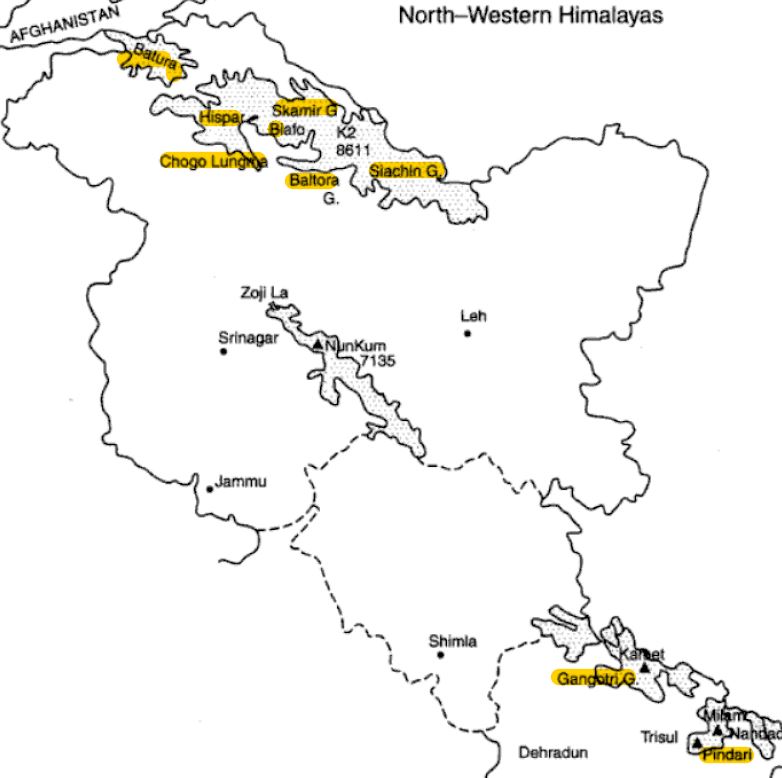 North–Western Himalayas
AFGHANISTAN
Batura
Hispar
Skamir G
Biafo
K2
8611
Chogo Lungma
Baltora
G.
Siachin G.
Zoji La
Leh
Srinagar
NunKum
7135
Jammu
Shimla
Kamet
Gangotri G.
Milam
Trisul
Nandad
Pindari
Dehradun